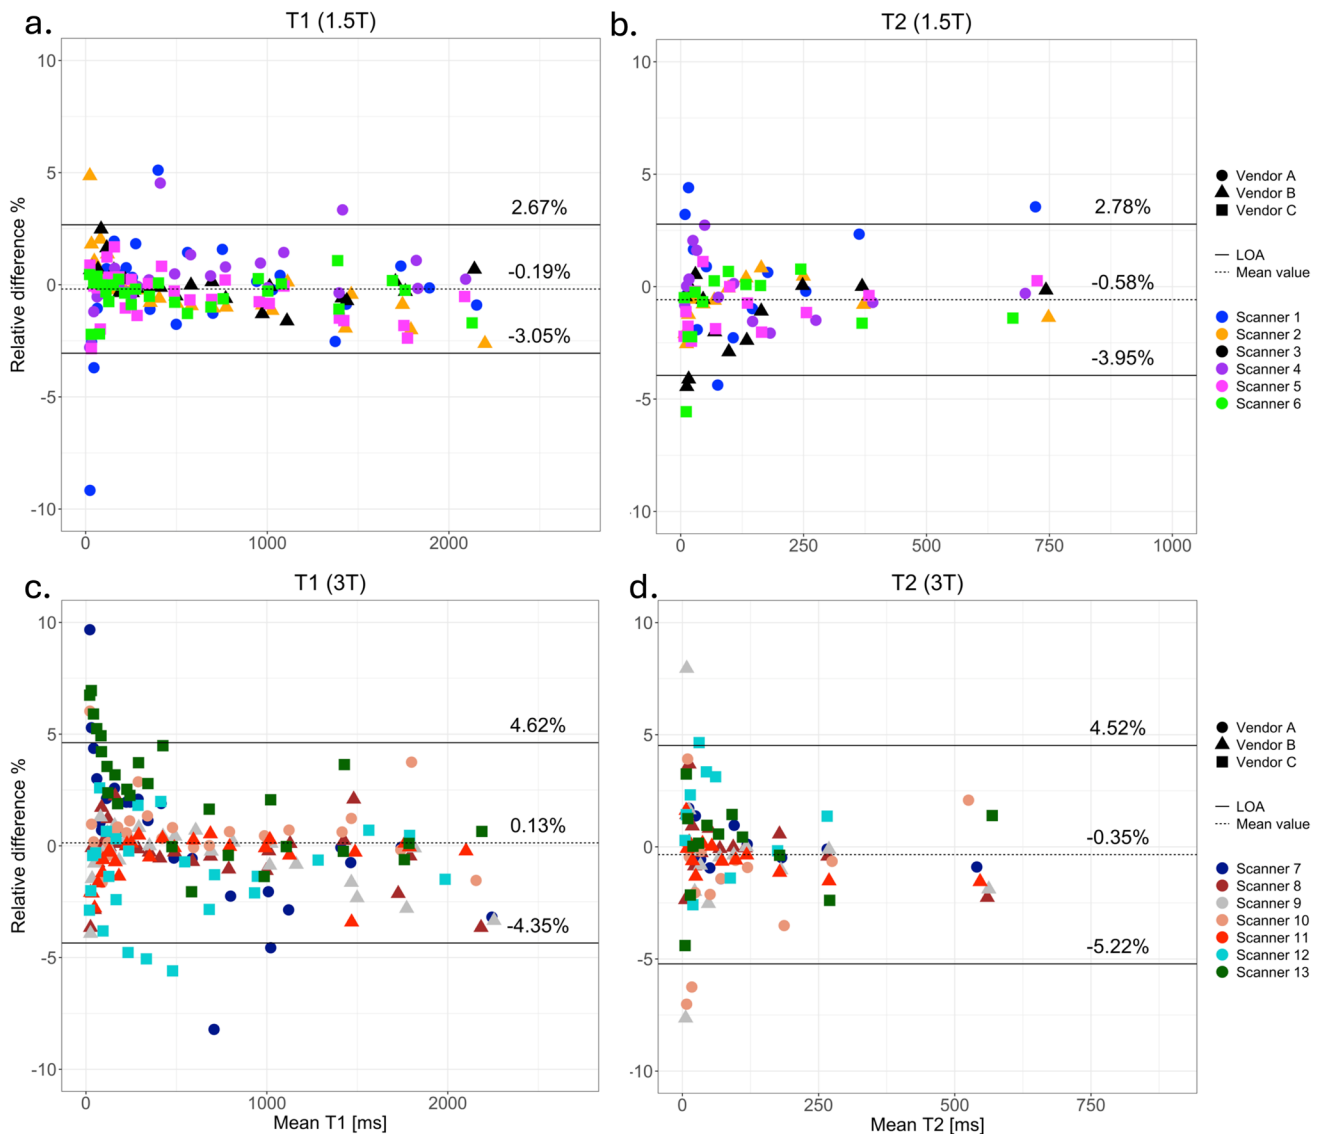 a.
T1 (1.5T)
b.
T2 (1.5T)
Relative difference %
10
5
0
-5
-10
2.67%
-0.19%
-3.05%
0
1000
2000
10
5
0
-5
-10
2.78%
-0.58%
-3.95%
0
250
500
750
1000
Vendor A
Vendor B
Vendor C
LOA
Mean value
Scanner 1
Scanner 2
Scanner 3
Scanner 4
Scanner 5
Scanner 6
c.
T1 (3T)
d.
T2 (3T)
Relative difference %
10
5
0
-5
-10
4.62%
0.13%
-4.35%
0
1000
2000
Mean T1 [ms]
10
5
0
-5
-10
4.52%
-0.35%
-5.22%
0
250
500
750
Mean T2 [ms]
Vendor A
Vendor B
Vendor C
LOA
Mean value
Scanner 7
Scanner 8
Scanner 9
Scanner 10
Scanner 11
Scanner 12
Scanner 13